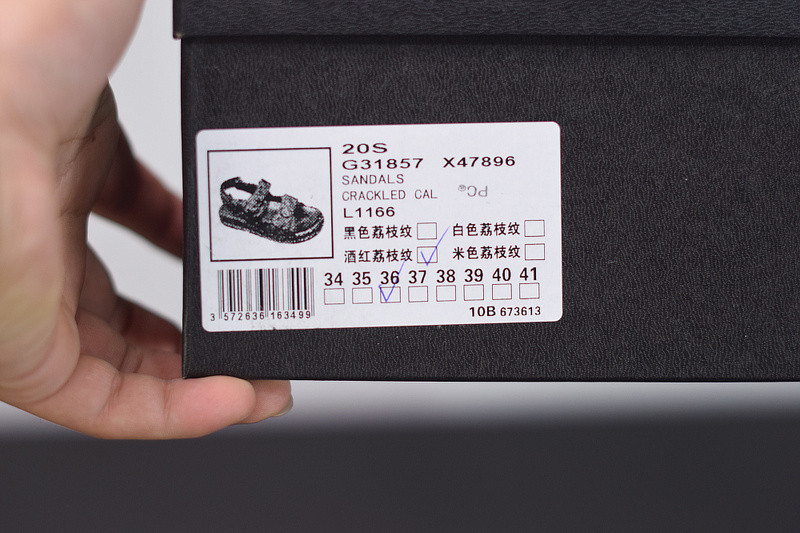 20S
G31857 X47896
SANDALS
CRACKLED CAL PC®
L1166
黑色荔枝纹 白色荔枝纹
酒红荔枝纹 米色荔枝纹
34 35 36 37 38 39 40 41
3 572636 163499
10B 673613